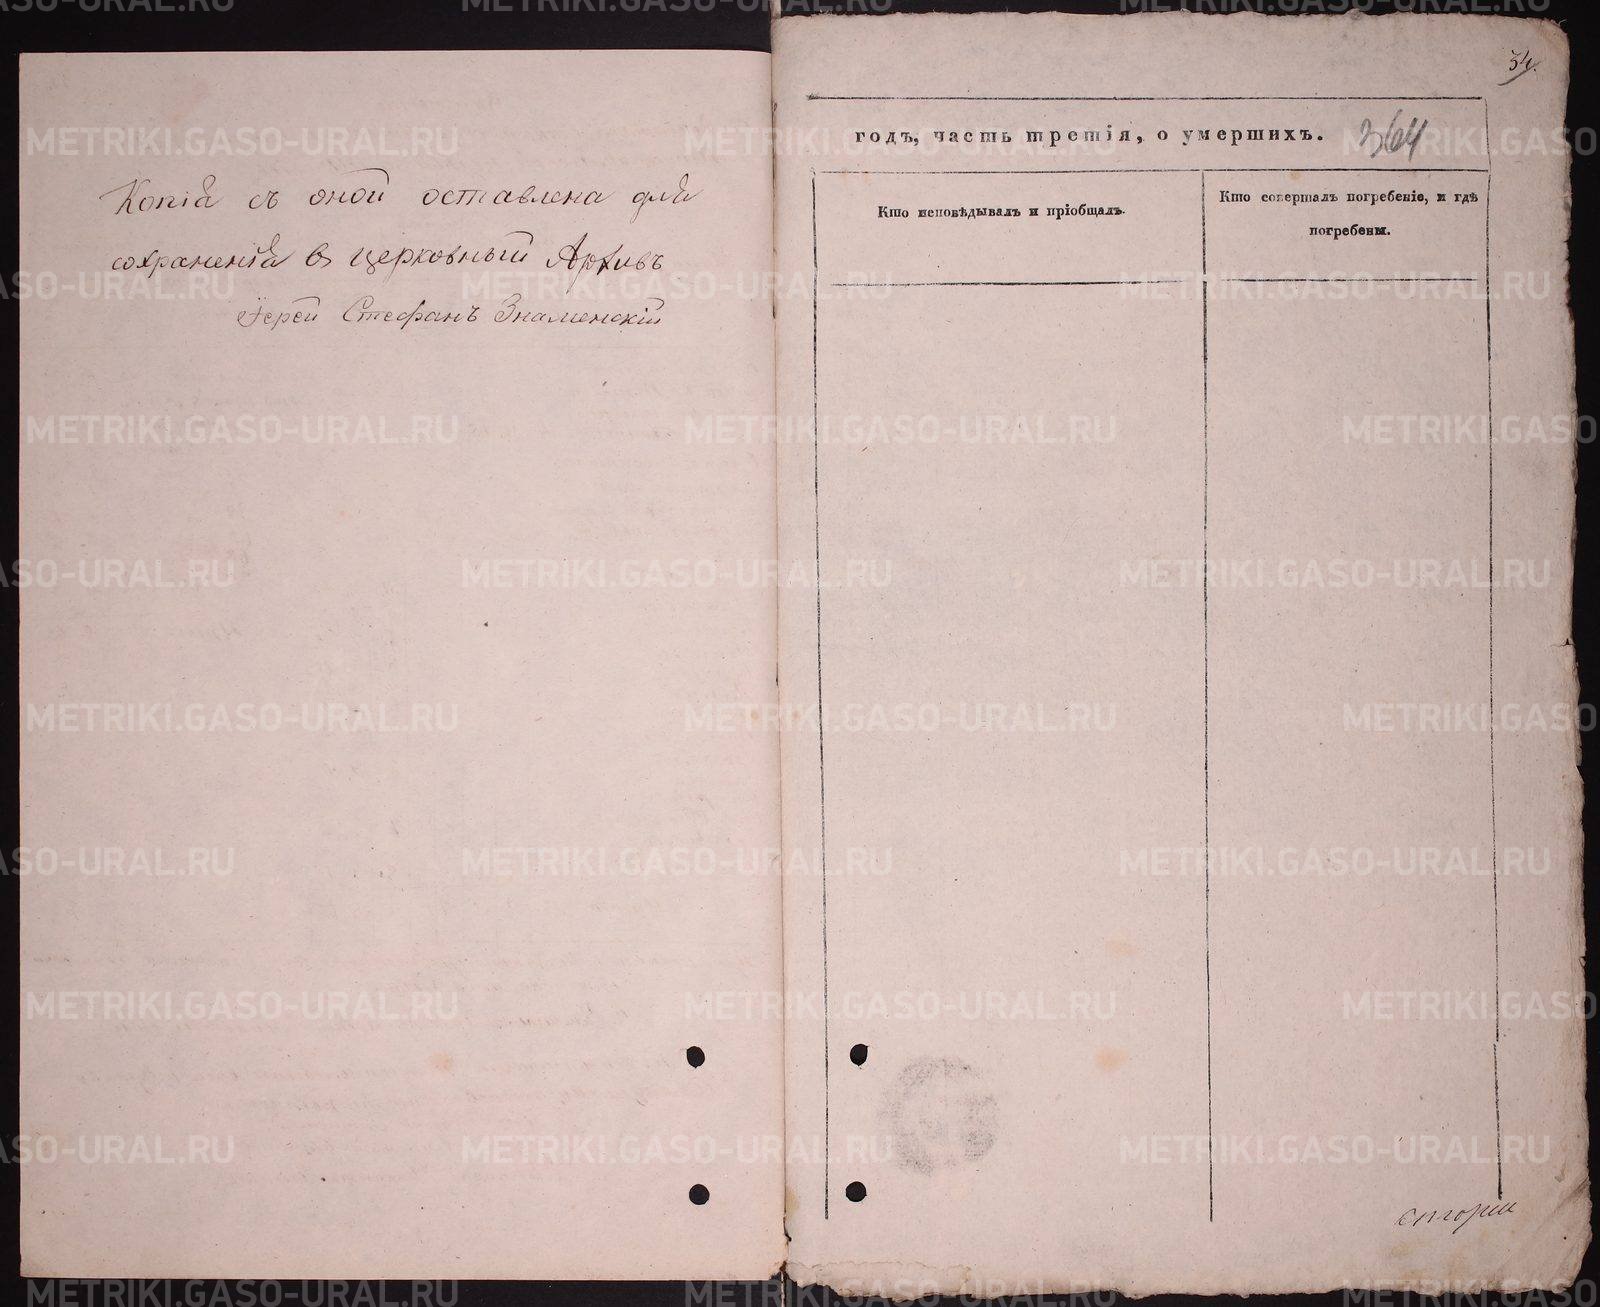 Копія съ оной оставлена для
сохраненія въ церковный Архивъ
Іерей Стефанъ Знаменскій
34.
годъ, часть третія, о умершихъ. 364
Кто исповѣдывалъ и пріобщалъ.
Кто совершалъ погребеніе, и гдѣ
погребены.
METRIKI.GASO-URAL.RU